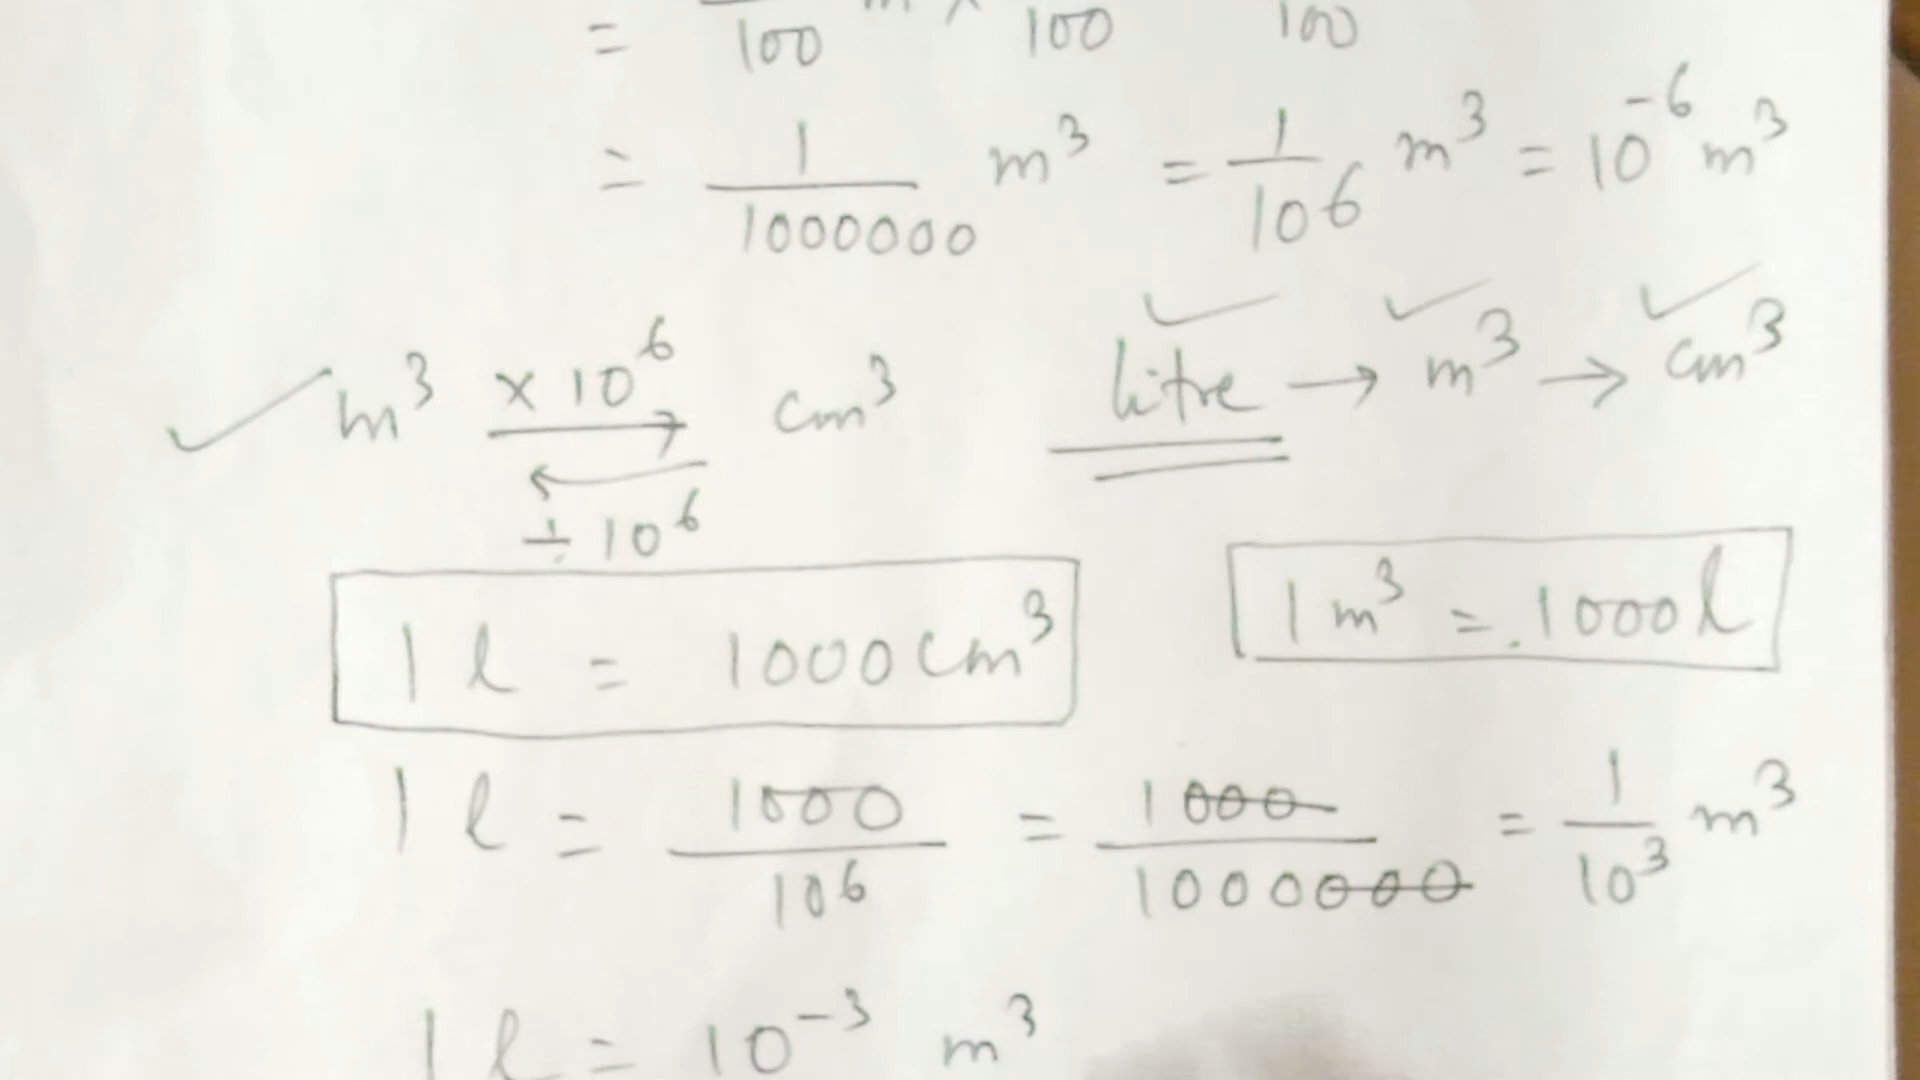 = /100 m × /100 /100
= 1/1000000 m³ = 1/10⁶ m³ = 10⁻⁶ m³
m³ ×10⁶ → cm³
← ÷10⁶
litre → m³ → cm³
1 l = 1000 cm³
1 m³ = 1000 l
1 l = 1000/10⁶ = 1000/1000000 = 1/10³ m³
1 l = 10⁻³ m³